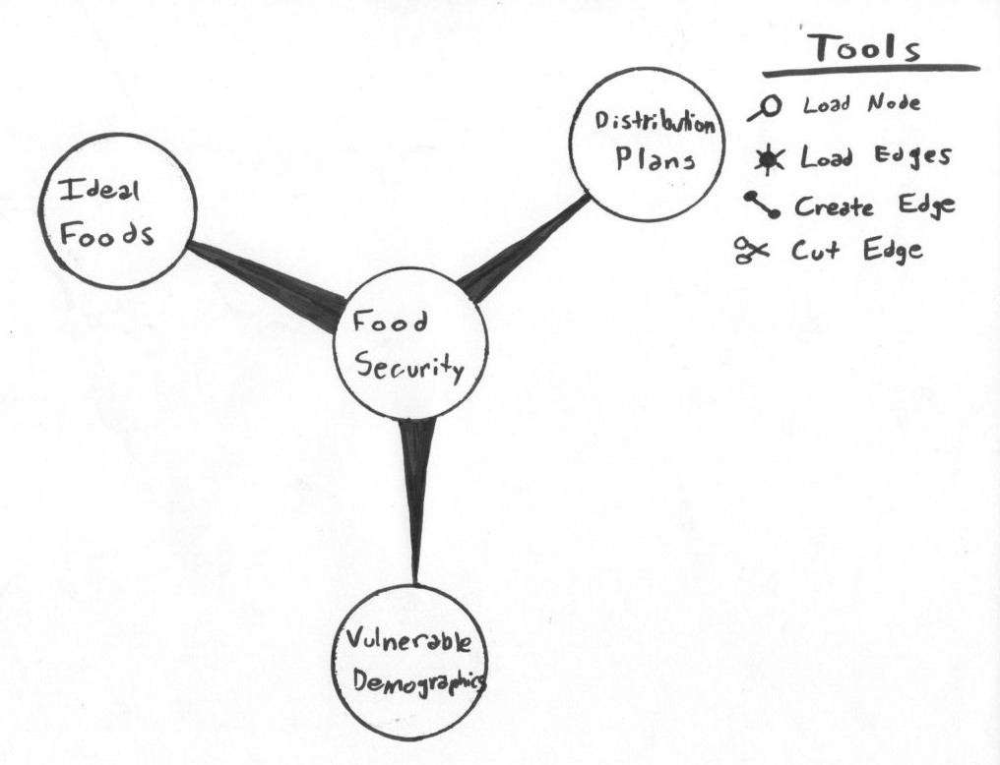 Tools
Load Node
Load Edges
Create Edge
Cut Edge
Distribution
Plans
Ideal
Foods
Food
Security
Vulnerable
Demographics